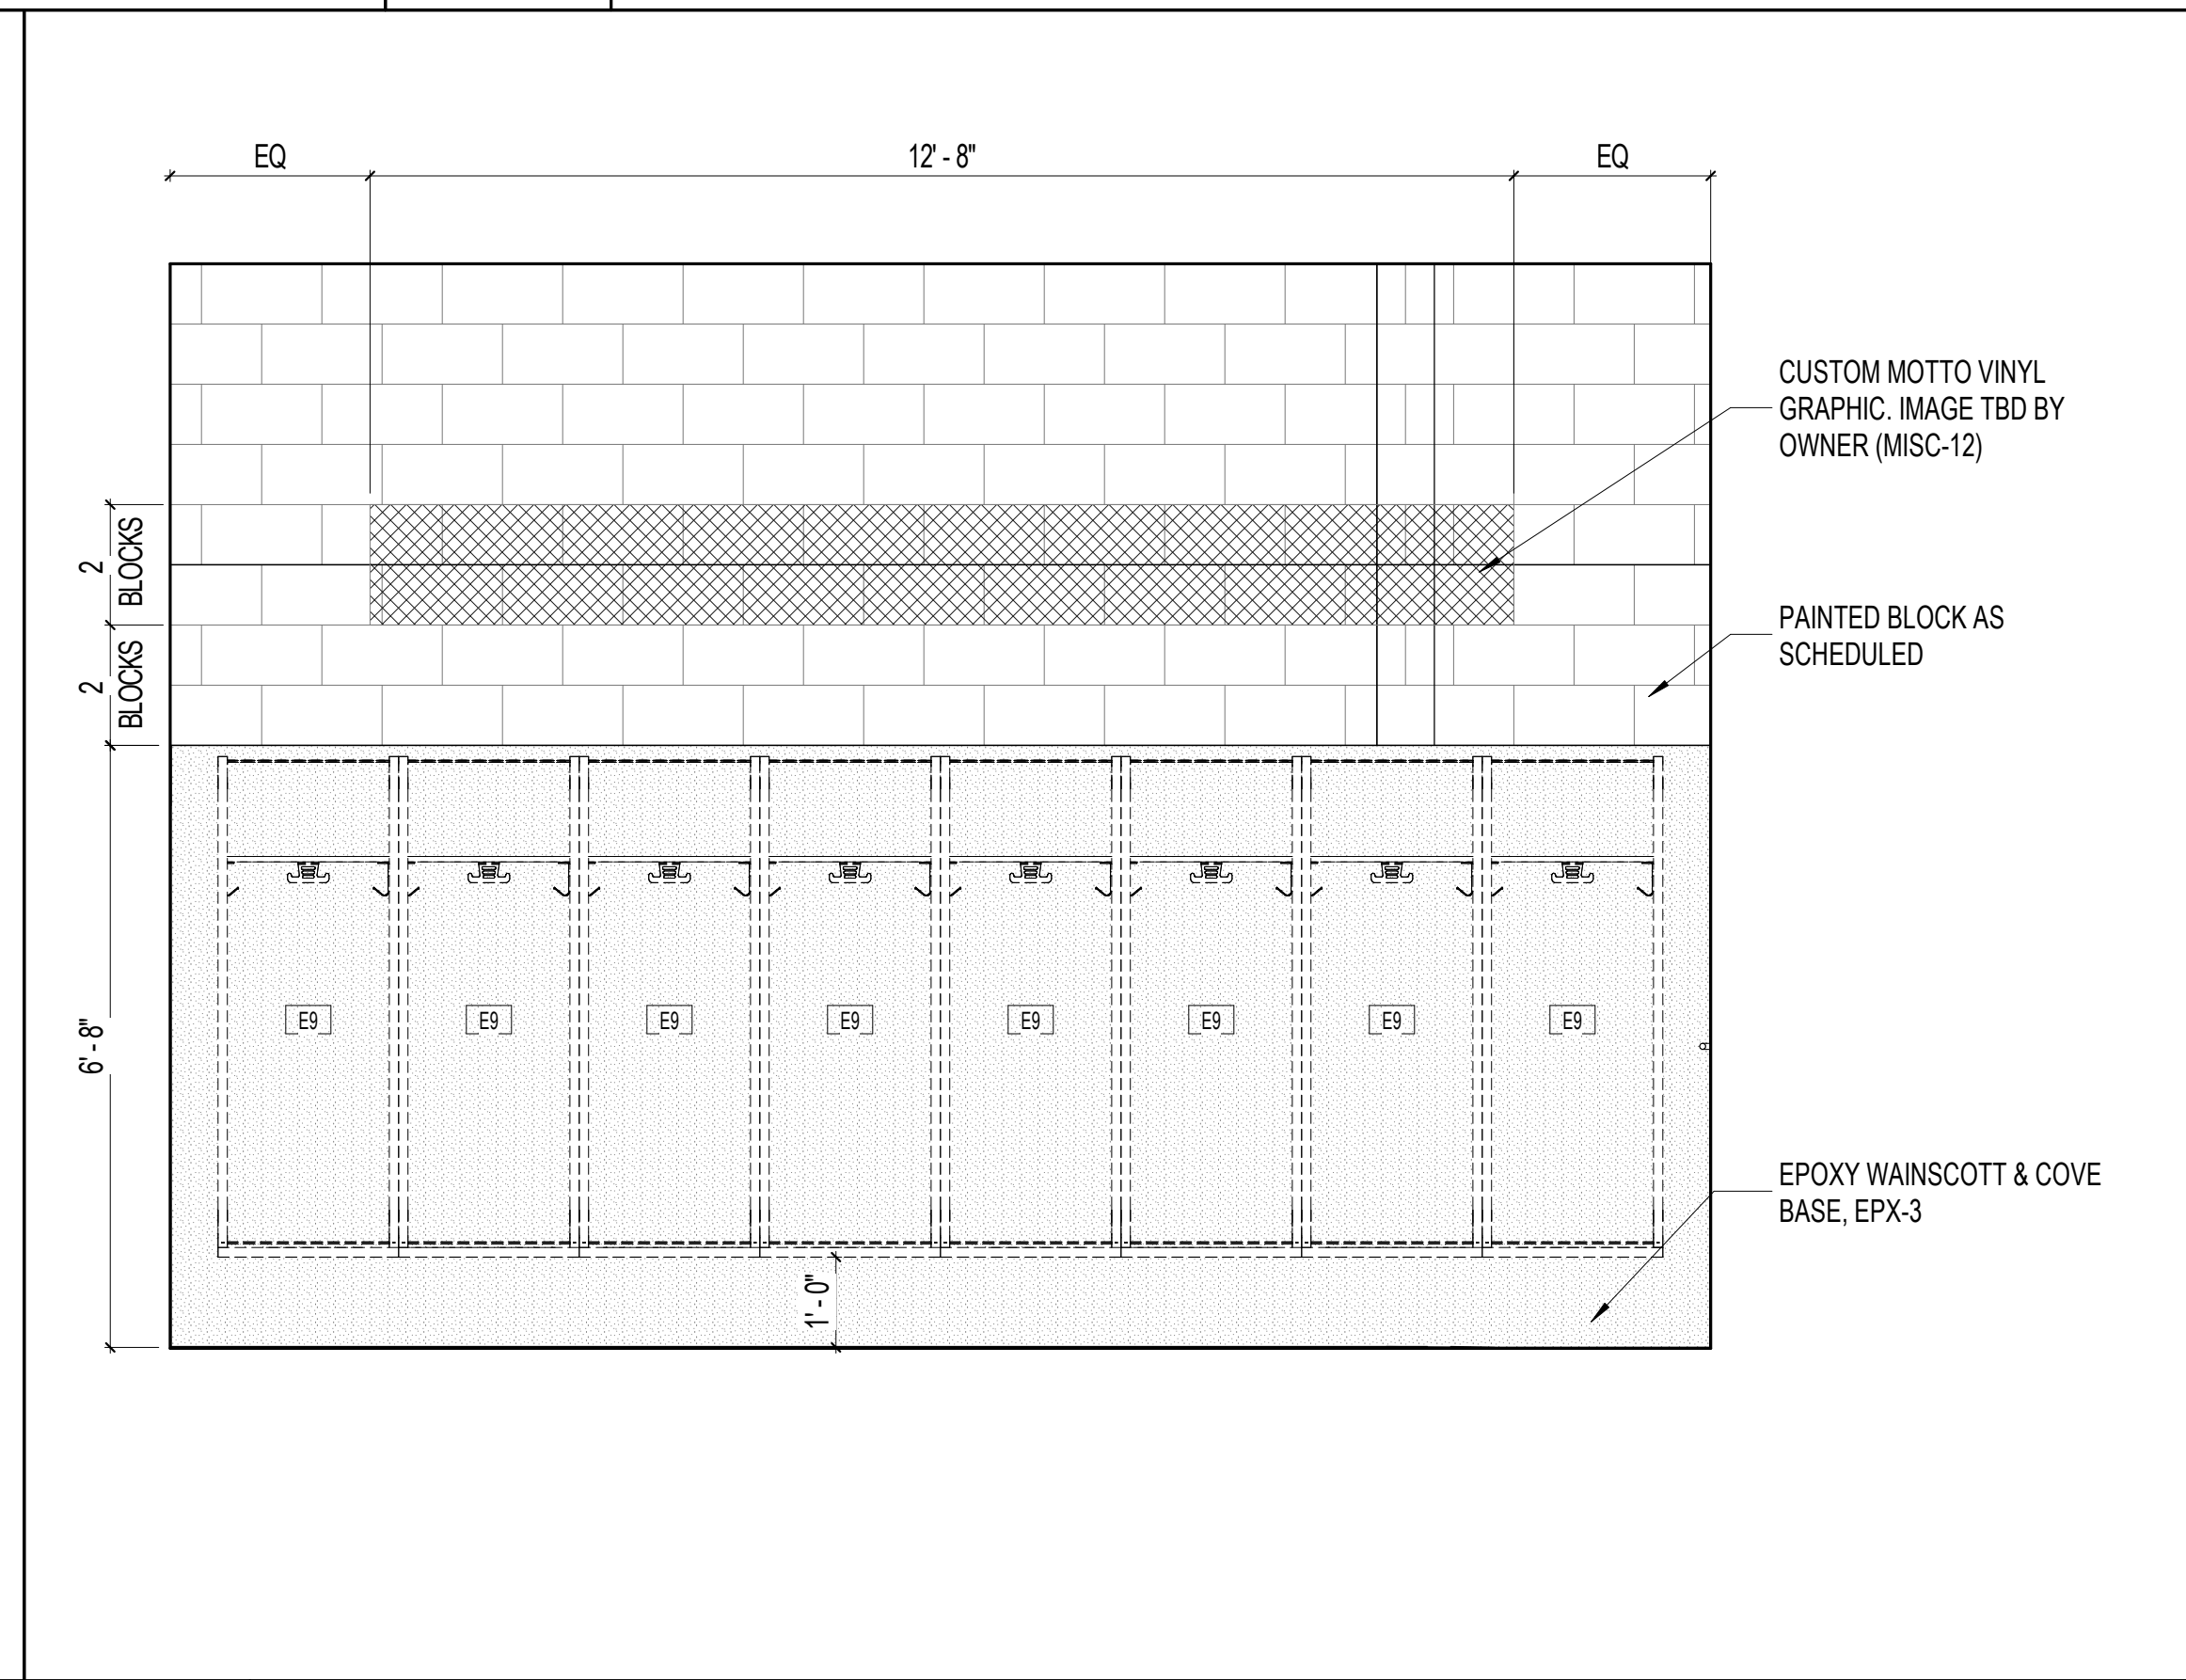 EQ
12' - 8"
EQ
CUSTOM MOTTO VINYL
GRAPHIC. IMAGE TBD BY
OWNER (MISC-12)
2
BLOCKS
PAINTED BLOCK AS
SCHEDULED
2
BLOCKS
E9
E9
E9
E9
E9
E9
E9
E9
6' - 8"
EPOXY WAINSCOTT & COVE
BASE, EPX-3
1' - 0"